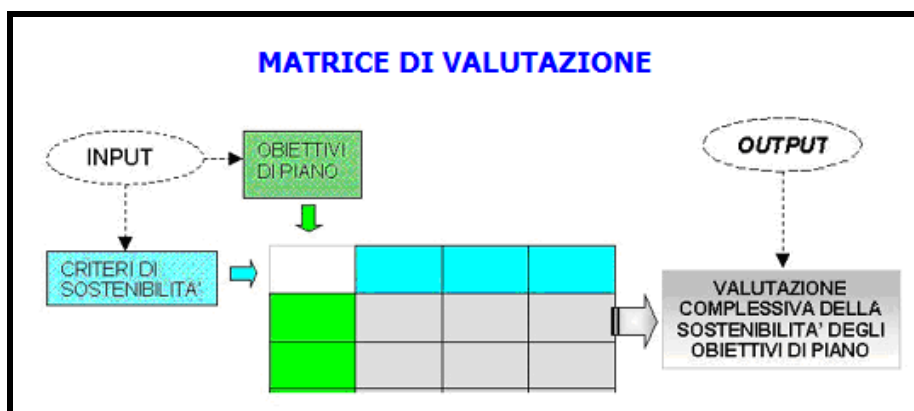 MATRICE DI VALUTAZIONE
INPUT
OBIETTIVI
DI PIANO
OUTPUT
CRITERI DI
SOSTENIBILITA'
VALUTAZIONE
COMPLESSIVA DELLA
SOSTENIBILITA' DEGLI
OBIETTIVI DI PIANO